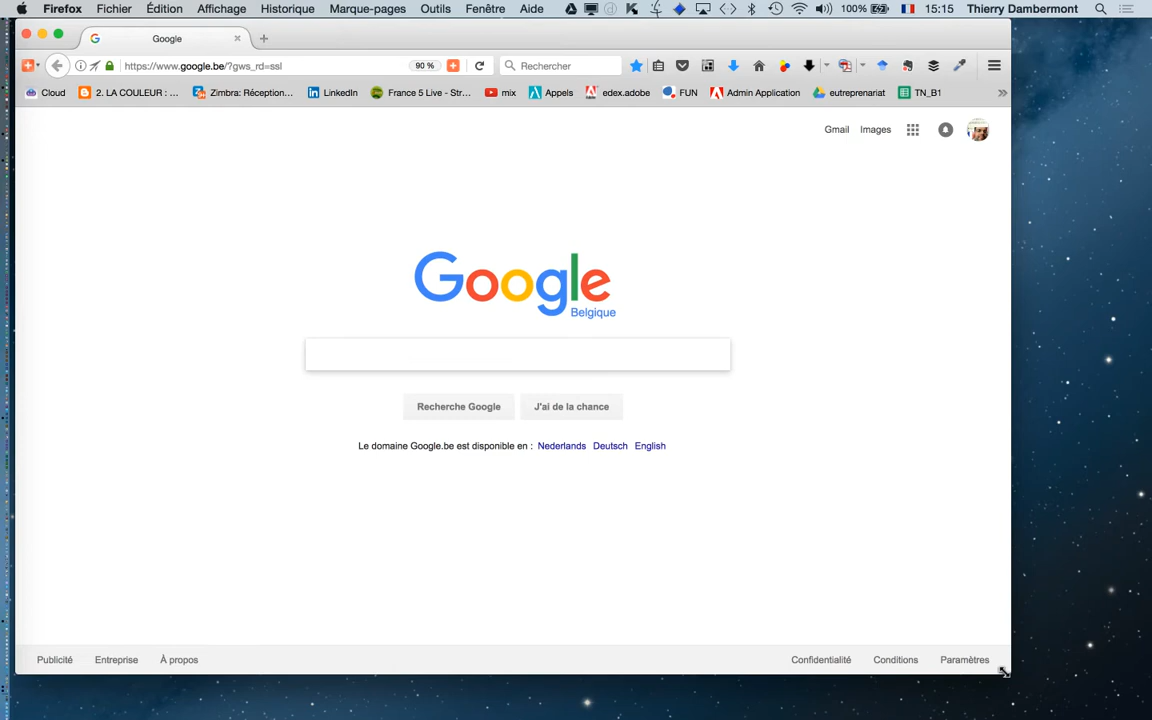 Firefox Fichier Édition Affichage Historique Marque-pages Outils Fenêtre Aide 100% 15:15 Thierry Dambermont
Google
https://www.google.be/?gws_rd=ssl 90 % Rechercher
Cloud 2. LA COULEUR : ... Zimbra: Réception... LinkedIn France 5 Live - Str... mix Appels edex.adobe FUN Admin Application eutreprenariat TN_B1
Gmail Images
Google
Belgique
Recherche Google J'ai de la chance
Le domaine Google.be est disponible en : Nederlands Deutsch English
Publicité Entreprise À propos Confidentialité Conditions Paramètres